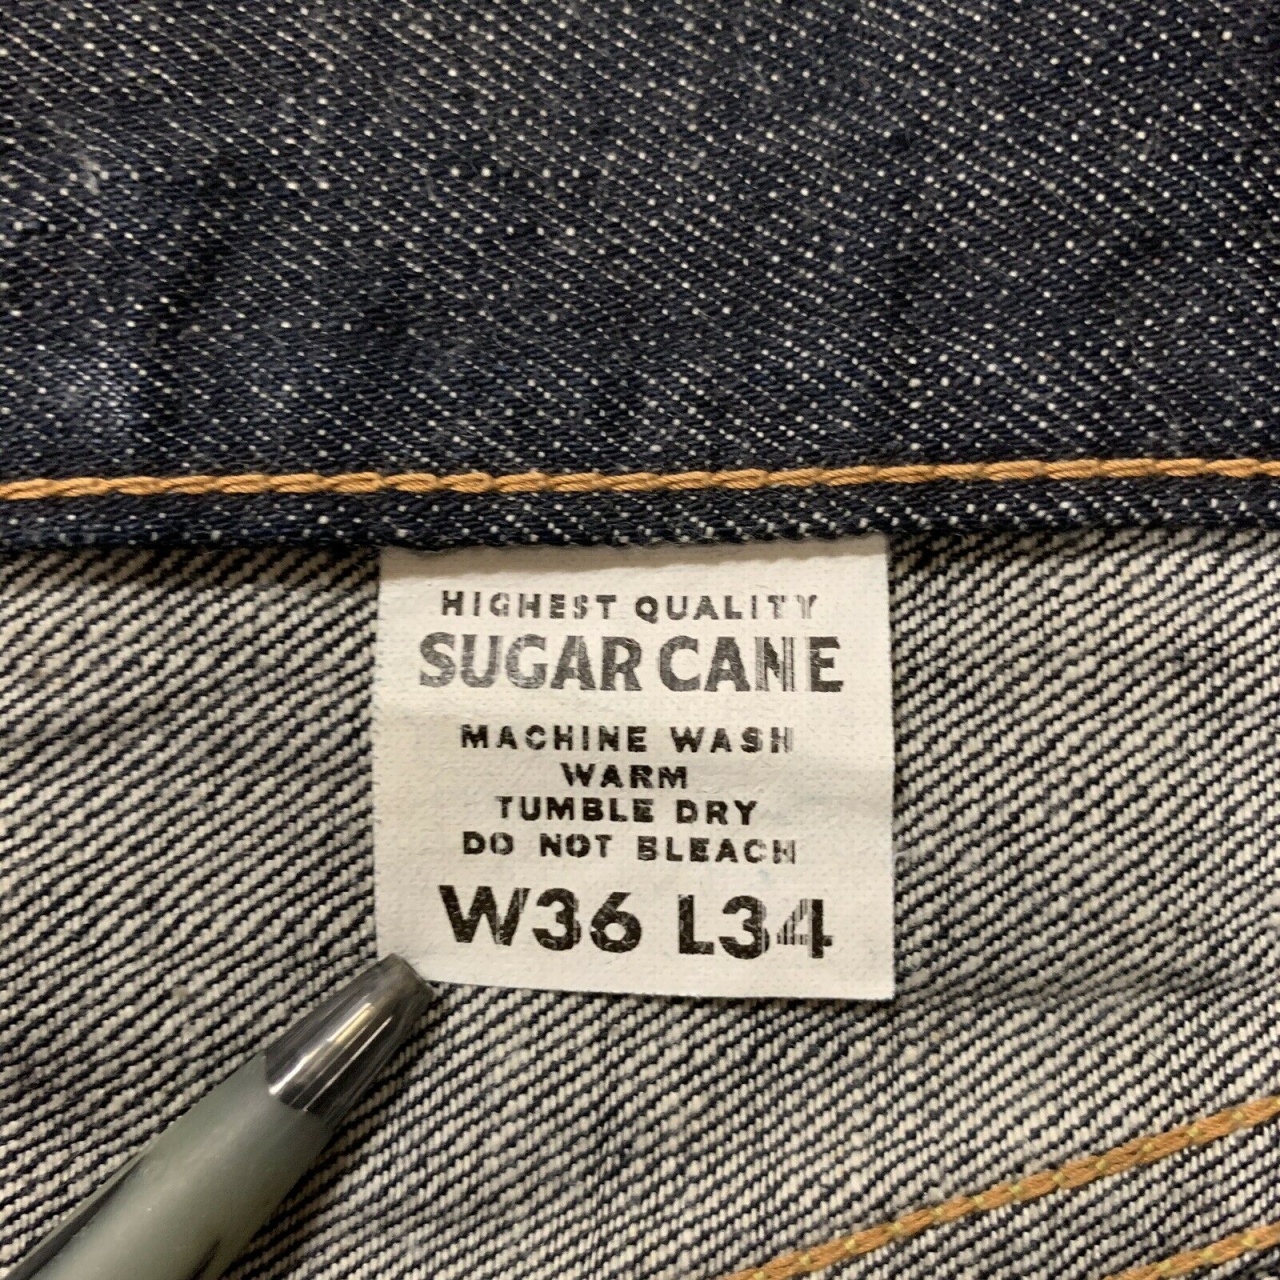 HIGHEST QUALITY
SUGAR CANE
MACHINE WASH
WARM
TUMBLE DRY
DO NOT BLEACH
W36 L34